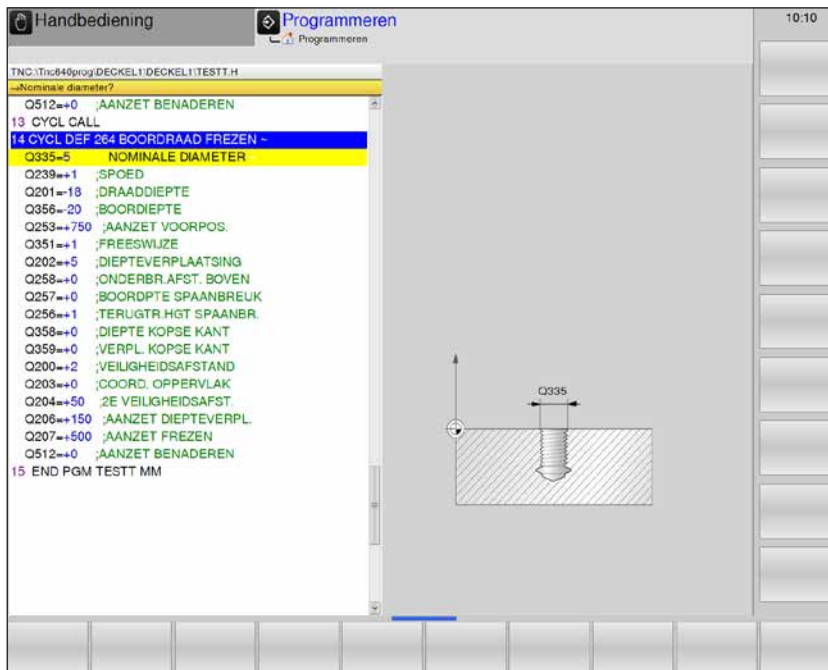 Handbediening
Programmeren
Programmeren
10:10
TNC:\Tnc640prog\DECKEL1\DECKEL1\TESTT.H
→Nominale diameter?
Q512=+0 ;AANZET BENADEREN
13 CYCL CALL
14 CYCL DEF 264 BOORDRAAD FREZEN ~
Q335=5 NOMINALE DIAMETER
Q239=+1 ;SPOED
Q201=-18 ;DRAADDIEPTE
Q356=-20 ;BOORDIEPTE
Q253=+750 ;AANZET VOORPOS.
Q351=+1 ;FREESWIJZE
Q202=+5 ;DIEPTEVERPLAATSING
Q258=+0 ;ONDERBR.AFST. BOVEN
Q257=+0 ;BOORDPTE SPAANBREUK
Q256=+1 ;TERUGTR.HGT SPAANBR.
Q358=+0 ;DIEPTE KOPSE KANT
Q359=+0 ;VERPL. KOPSE KANT
Q200=+2 ;VEILIGHEIDSAFSTAND
Q203=+0 ;COORD. OPPERVLAK
Q204=+50 ;2E VEILIGHEIDSAFST.
Q206=+150 ;AANZET DIEPTEVERPL.
Q207=+500 ;AANZET FREZEN
Q512=+0 ;AANZET BENADEREN
15 END PGM TESTT MM
Q335